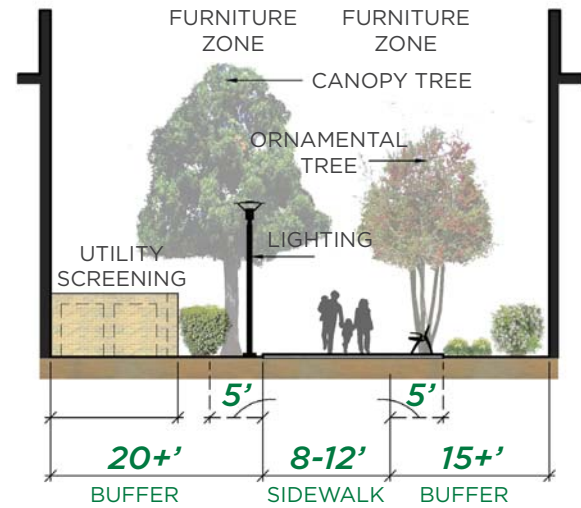 FURNITURE
ZONE
FURNITURE
ZONE
CANOPY TREE
ORNAMENTAL
TREE
LIGHTING
UTILITY
SCREENING
5’
5’
20+’
8-12’
15+’
BUFFER
SIDEWALK
BUFFER